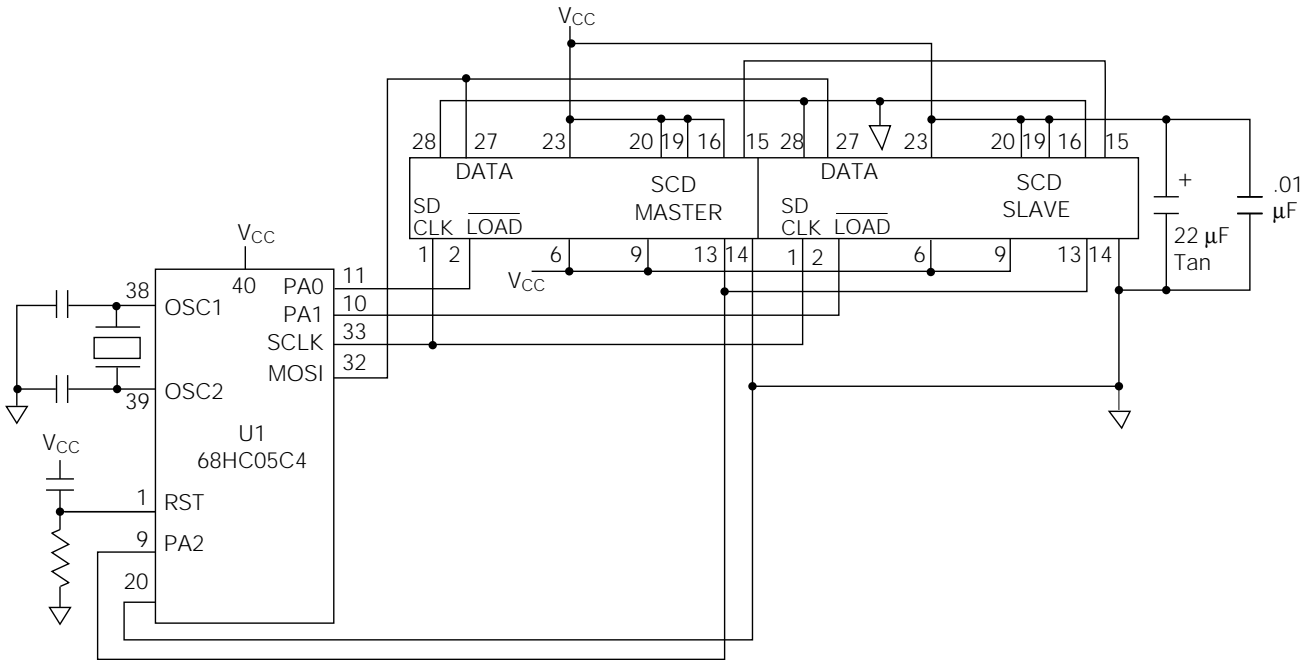 VCC
28 27 23 20 19 16 15 28 27 23 20 19 16 15
DATA DATA
SCD MASTER
SCD SLAVE
SD CLK LOAD
SD CLK LOAD
1 2 6 9 13 14 1 2 6 9 13 14
+
22 µF
Tan
.01
µF
VCC
VCC
40
38 OSC1
39 OSC2
PA0 11
PA1 10
SCLK 33
MOSI 32
U1
68HC05C4
VCC
1 RST
9 PA2
20